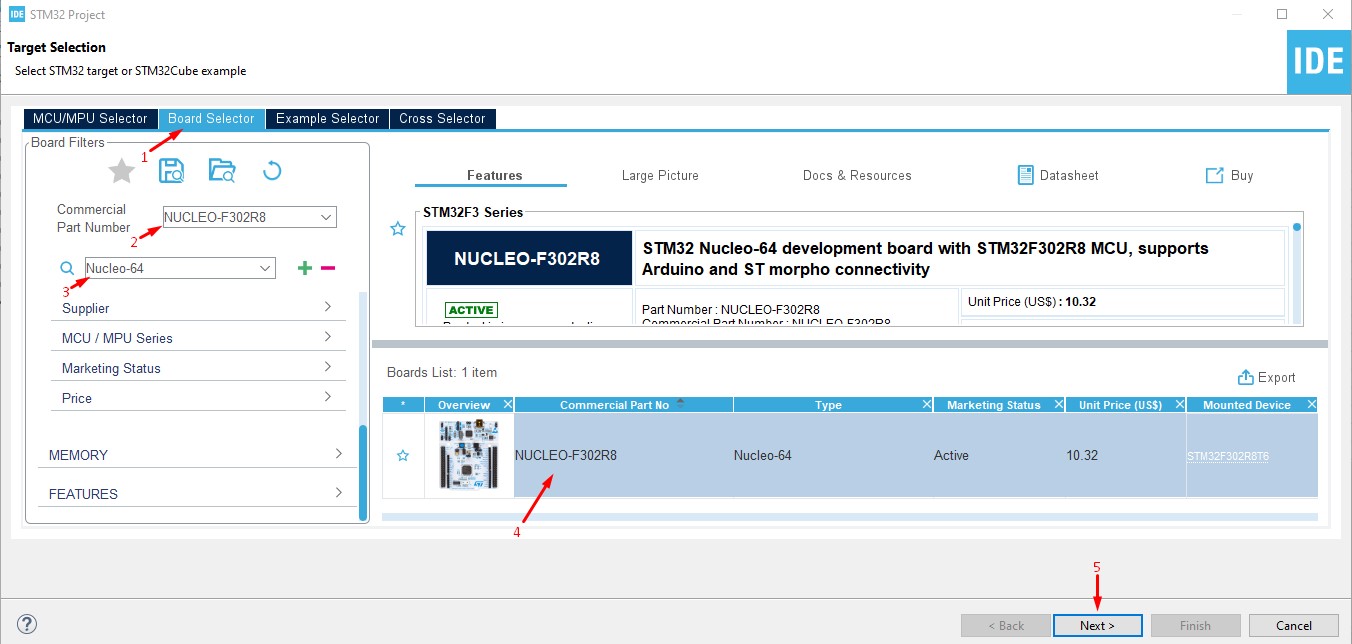 IDE STM32 Project
Target Selection
Select STM32 target or STM32Cube example
IDE
MCU/MPU Selector Board Selector Example Selector Cross Selector
1
Board Filters
Commercial
Part Number
NUCLEO-F302R8
2
Nucleo-64
3
Supplier
MCU / MPU Series
Marketing Status
Price
MEMORY
FEATURES
Features Large Picture Docs & Resources Datasheet Buy
STM32F3 Series
NUCLEO-F302R8
STM32 Nucleo-64 development board with STM32F302R8 MCU, supports
Arduino and ST morpho connectivity
ACTIVE
Part Number : NUCLEO-F302R8
Commercial Part Number : NUCLEO-F302R8
Unit Price (US$) : 10.32
Boards List: 1 item
Export
* Overview Commercial Part No Type Marketing Status Unit Price (US$) Mounted Device
NUCLEO-F302R8 Nucleo-64 Active 10.32 STM32F302R8T6
4
5
? < Back Next > Finish Cancel